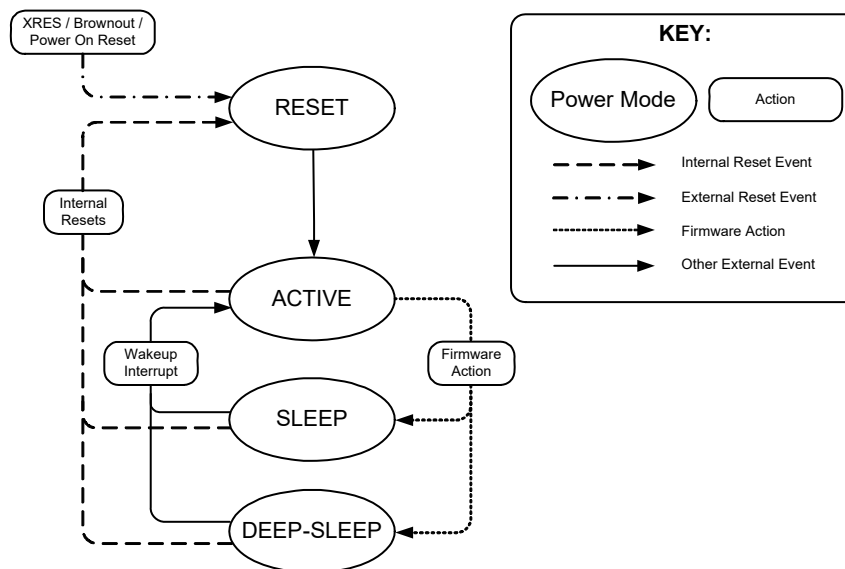 XRES / Brownout /
Power On Reset
KEY:
RESET
Power Mode
Action
Internal Reset Event
Internal
Resets
External Reset Event
Firmware Action
Other External Event
ACTIVE
Wakeup
Interrupt
Firmware
Action
SLEEP
DEEP-SLEEP